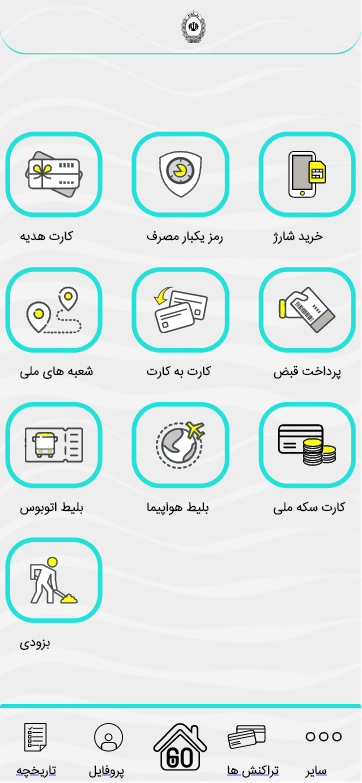 خرید شارژ
رمز یکبار مصرف
کارت هدیه
پرداخت قبض
کارت به کارت
شعبه های ملی
کارت سکه ملی
بلیط هواپیما
بلیط اتوبوس
بزودی
سایر
تراکنش ها
60
پروفایل
تاریخچه